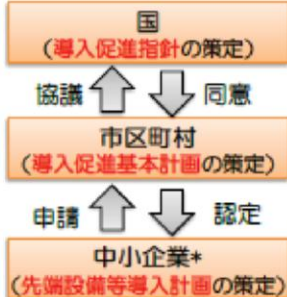 国
(導入促進指針の策定)
協議 同意
市区町村
(導入促進基本計画の策定)
申請 認定
中小企業*
(先端設備等導入計画の策定)